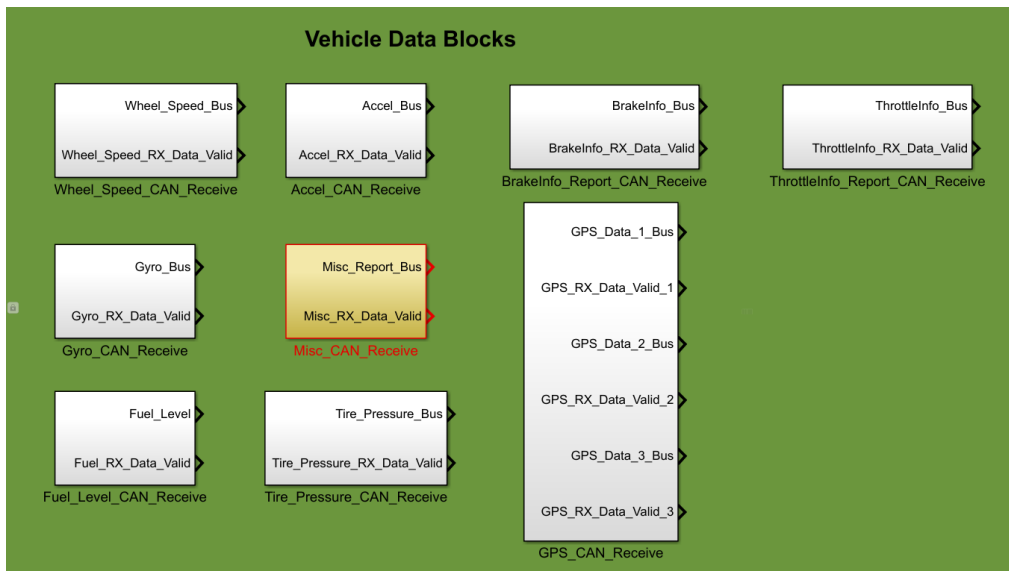 Vehicle Data Blocks
Wheel_Speed_Bus
Wheel_Speed_RX_Data_Valid
Wheel_Speed_CAN_Receive
Accel_Bus
Accel_RX_Data_Valid
Accel_CAN_Receive
BrakeInfo_Bus
BrakeInfo_RX_Data_Valid
BrakeInfo_Report_CAN_Receive
ThrottleInfo_Bus
ThrottleInfo_RX_Data_Valid
ThrottleInfo_Report_CAN_Receive
Gyro_Bus
Gyro_RX_Data_Valid
Gyro_CAN_Receive
Misc_Report_Bus
Misc_RX_Data_Valid
Misc_CAN_Receive
GPS_Data_1_Bus
GPS_RX_Data_Valid_1
GPS_Data_2_Bus
GPS_RX_Data_Valid_2
GPS_Data_3_Bus
GPS_RX_Data_Valid_3
GPS_CAN_Receive
Fuel_Level
Fuel_RX_Data_Valid
Fuel_Level_CAN_Receive
Tire_Pressure_Bus
Tire_Pressure_RX_Data_Valid
Tire_Pressure_CAN_Receive